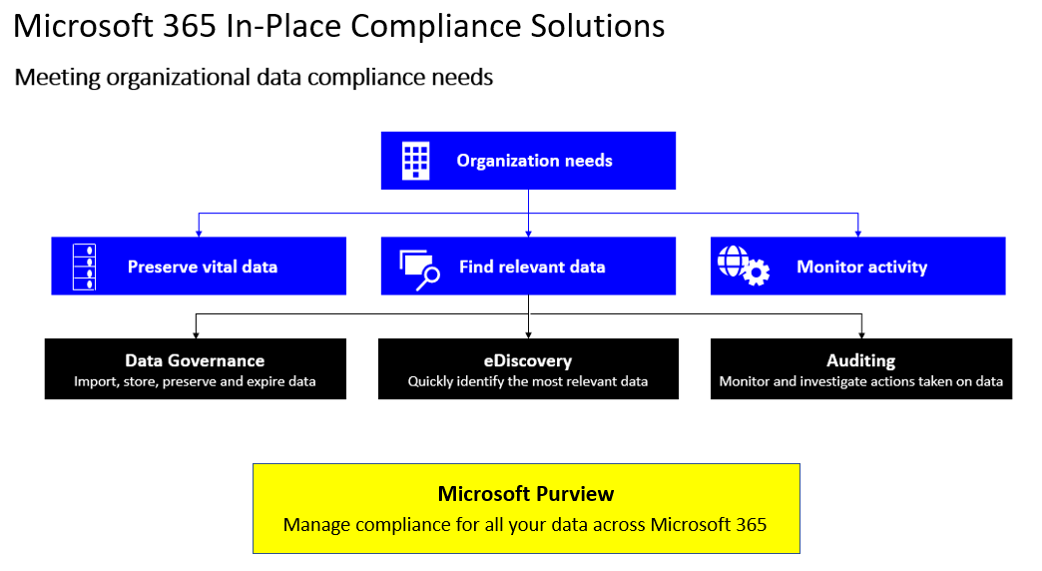 Microsoft 365 In-Place Compliance Solutions
Meeting organizational data compliance needs
Organization needs
Preserve vital data
Find relevant data
Monitor activity
Data Governance
Import, store, preserve and expire data
eDiscovery
Quickly identify the most relevant data
Auditing
Monitor and investigate actions taken on data
Microsoft Purview
Manage compliance for all your data across Microsoft 365